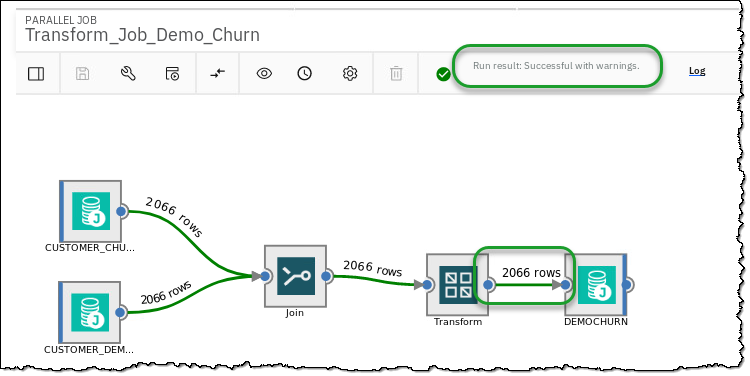 PARALLEL JOB
Transform_Job_Demo_Churn
Run result: Successful with warnings.
Log
2066 rows
CUSTOMER_CHU...
2066 rows
Join
2066 rows
Transform
2066 rows
DEMOCHURN
CUSTOMER_DEM...